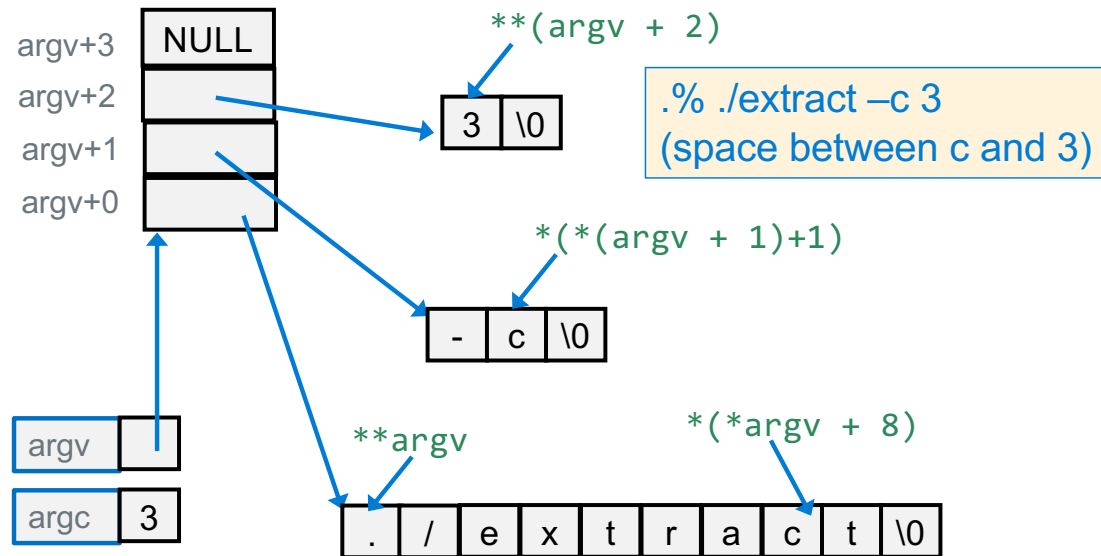 argv+3 NULL
**(argv + 2)
argv+2
3 \0
.% ./extract –c 3
(space between c and 3)
argv+1
argv+0
*(*(argv + 1)+1)
- c \0
argv
**argv
*(*argv + 8)
argc 3
. / e x t r a c t \0